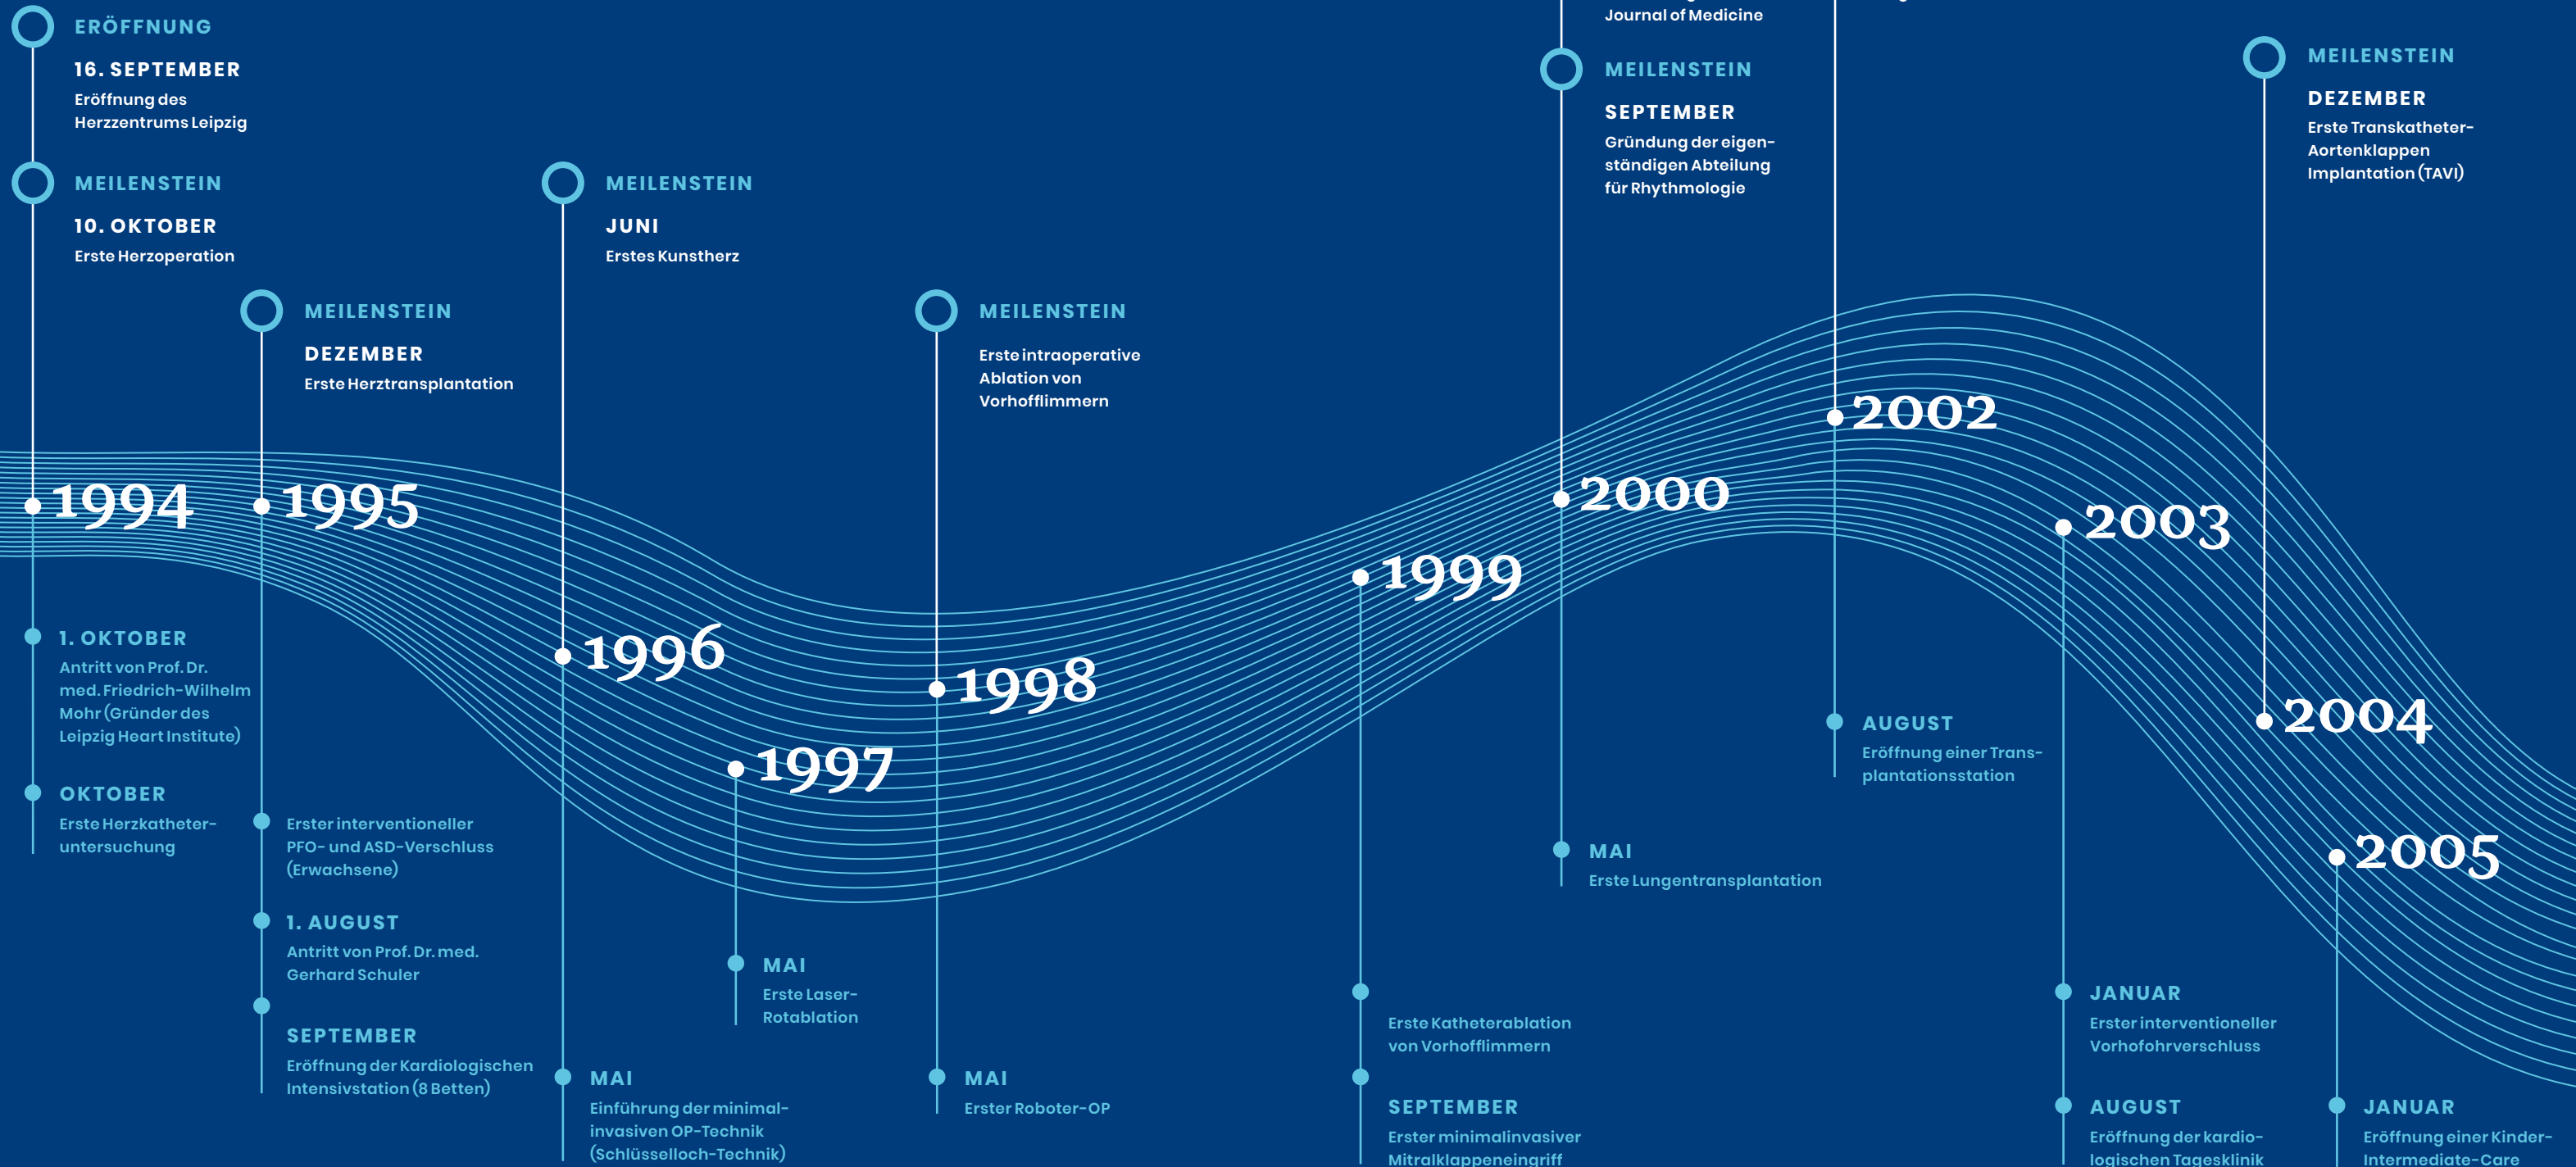 ERÖFFNUNG
16. SEPTEMBER
Eröffnung des
Herzzentrums Leipzig
MEILENSTEIN
10. OKTOBER
Erste Herzoperation
1994
1. OKTOBER
Antritt von Prof. Dr.
med. Friedrich-Wilhelm
Mohr (Gründer des
Leipzig Heart Institute)
OKTOBER
Erste Herzkatheter-
untersuchung
MEILENSTEIN
DEZEMBER
Erste Herztransplantation
1995
Erster interventioneller
PFO- und ASD-Verschluss
(Erwachsene)
1. AUGUST
Antritt von Prof. Dr. med.
Gerhard Schuler
SEPTEMBER
Eröffnung der Kardiologischen
Intensivstation (8 Betten)
MEILENSTEIN
JUNI
Erstes Kunstherz
1996
MAI
Einführung der minimal-
invasiven OP-Technik
(Schlüsselloch-Technik)
1997
MAI
Erste Laser-
Rotablation
MEILENSTEIN
Erste intraoperative
Ablation von
Vorhofflimmern
1998
MAI
Erster Roboter-OP
1999
Erste Katheterablation
von Vorhofflimmern
SEPTEMBER
Erster minimalinvasiver
Mitralklappeneingriff
Journal of Medicine
MEILENSTEIN
SEPTEMBER
Gründung der eigen-
ständigen Abteilung
für Rhythmologie
2000
MAI
Erste Lungentransplantation
2002
AUGUST
Eröffnung einer Trans-
plantationsstation
2003
JANUAR
Erster interventioneller
Vorhofohrverschluss
AUGUST
Eröffnung der kardio-
logischen Tagesklinik
MEILENSTEIN
DEZEMBER
Erste Transkatheter-
Aortenklappen
Implantation (TAVI)
2004
2005
JANUAR
Eröffnung einer Kinder-
Intermediate-Care